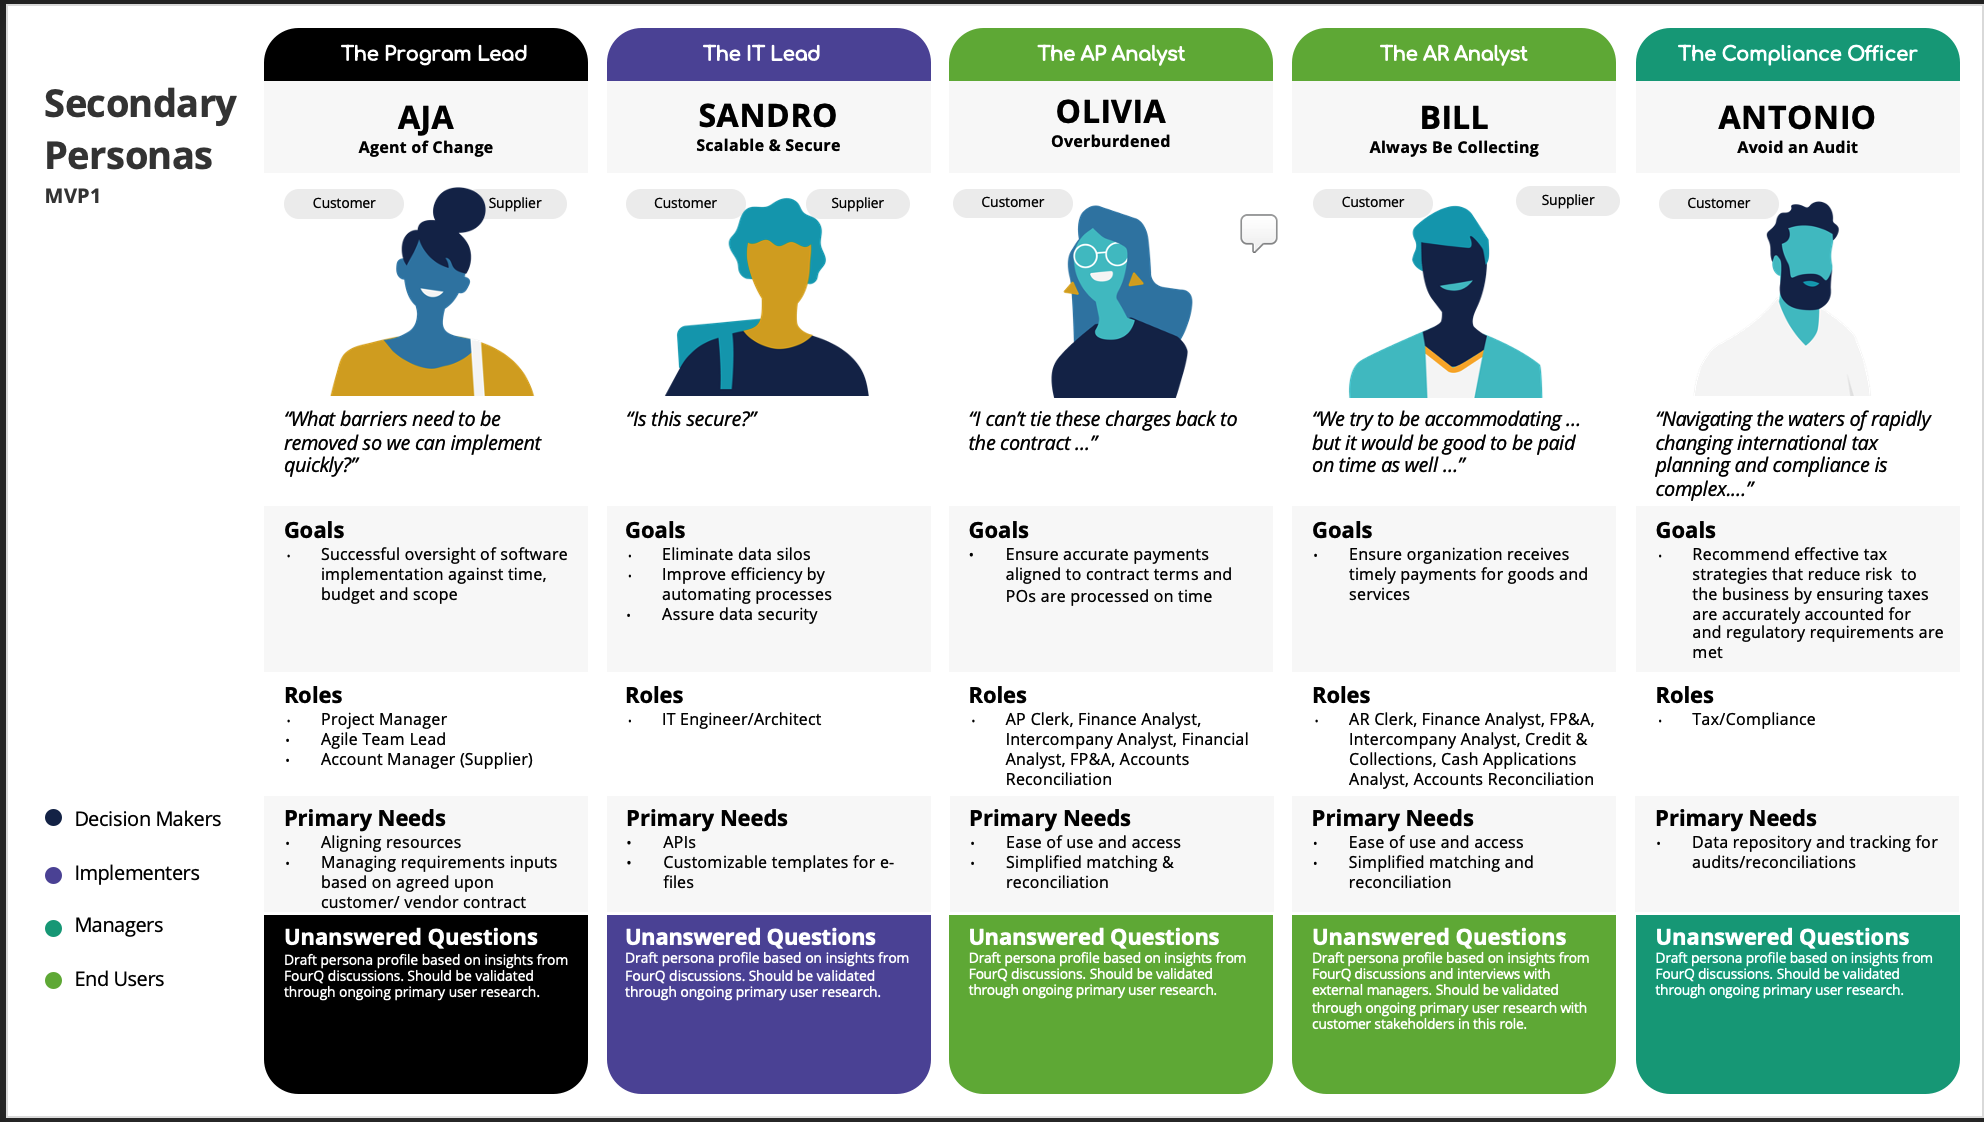 Secondary
Personas
MVP1
Decision Makers
Implementers
Managers
End Users
The Program Lead
AJA
Agent of Change
Customer
Supplier
“What barriers need to be
removed so we can implement
quickly?”
Goals
· Successful oversight of software
implementation against time,
budget and scope
Roles
· Project Manager
· Agile Team Lead
· Account Manager (Supplier)
Primary Needs
· Aligning resources
· Managing requirements inputs
based on agreed upon
customer/ vendor contract
Unanswered Questions
Draft persona profile based on insights from
FourQ discussions. Should be validated
through ongoing primary user research.
The IT Lead
SANDRO
Scalable & Secure
Customer
Supplier
“Is this secure?”
Goals
· Eliminate data silos
· Improve efficiency by
automating processes
· Assure data security
Roles
· IT Engineer/Architect
Primary Needs
· APIs
· Customizable templates for e-
files
Unanswered Questions
Draft persona profile based on insights from
FourQ discussions. Should be validated
through ongoing primary user research.
The AP Analyst
OLIVIA
Overburdened
Customer
“I can’t tie these charges back to
the contract ...”
Goals
· Ensure accurate payments
aligned to contract terms and
POs are processed on time
Roles
· AP Clerk, Finance Analyst,
Intercompany Analyst, Financial
Analyst, FP&A, Accounts
Reconciliation
Primary Needs
· Ease of use and access
· Simplified matching &
reconciliation
Unanswered Questions
Draft persona profile based on insights from
FourQ discussions. Should be validated
through ongoing primary user research.
The AR Analyst
BILL
Always Be Collecting
Customer
Supplier
“We try to be accommodating ...
but it would be good to be paid
on time as well ...”
Goals
· Ensure organization receives
timely payments for goods and
services
Roles
· AR Clerk, Finance Analyst, FP&A,
Intercompany Analyst, Credit &
Collections, Cash Applications
Analyst, Accounts Reconciliation
Primary Needs
· Ease of use and access
· Simplified matching and
reconciliation
Unanswered Questions
Draft persona profile based on insights from
FourQ discussions and interviews with
external managers. Should be validated
through ongoing primary user research with
customer stakeholders in this role.
The Compliance Officer
ANTONIO
Avoid an Audit
Customer
“Navigating the waters of rapidly
changing international tax
planning and compliance is
complex....”
Goals
· Recommend effective tax
strategies that reduce risk to
the business by ensuring taxes
are accurately accounted for
and regulatory requirements are
met
Roles
· Tax/Compliance
Primary Needs
· Data repository and tracking for
audits/reconciliations
Unanswered Questions
Draft persona profile based on insights from
FourQ discussions. Should be validated
through ongoing primary user research.